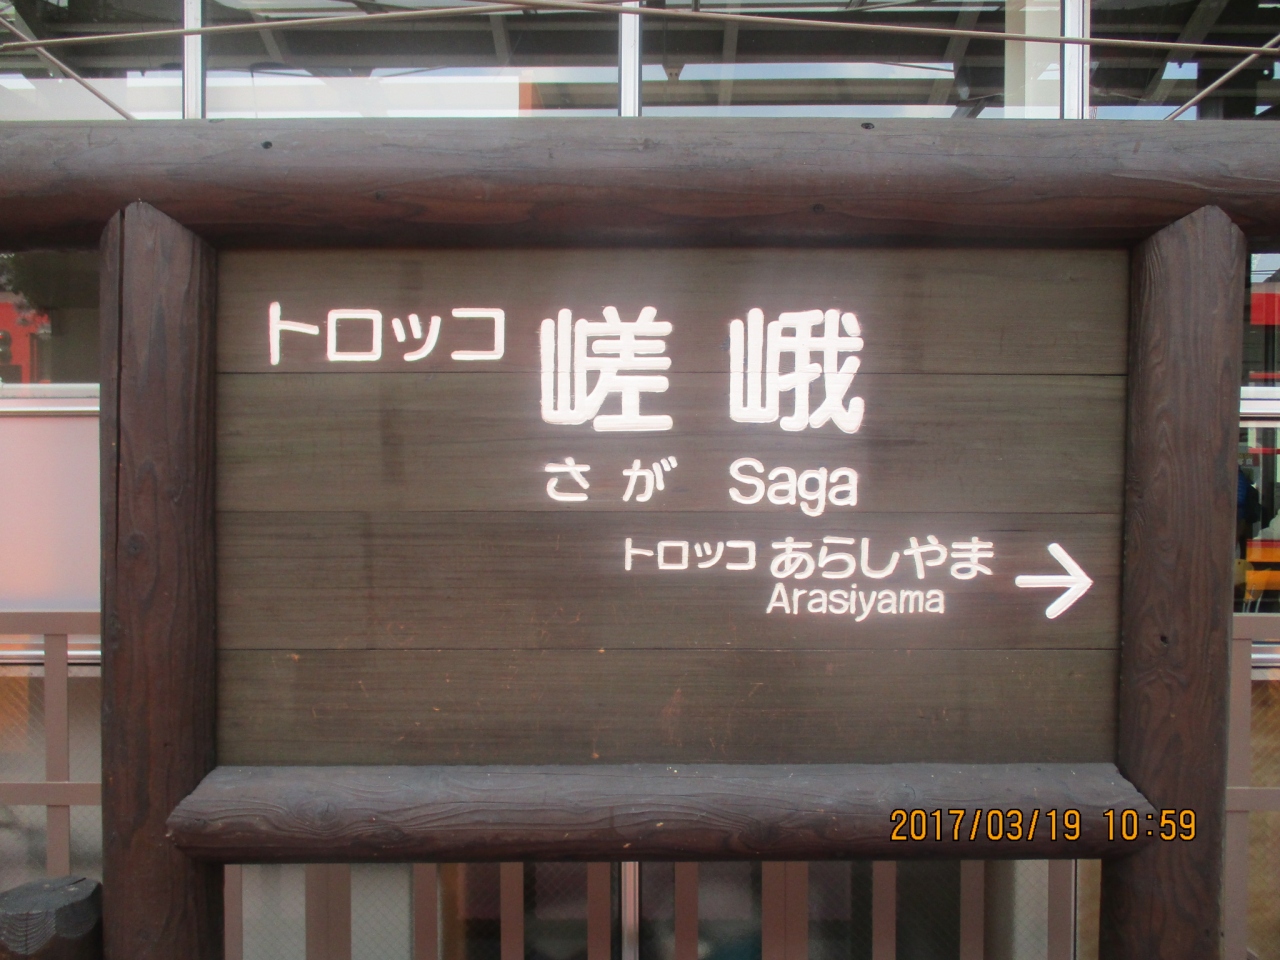 トロッコ 嵯峨
さが Saga
トロッコ あらしやま →
Arasiyama
2017/03/19 10:59